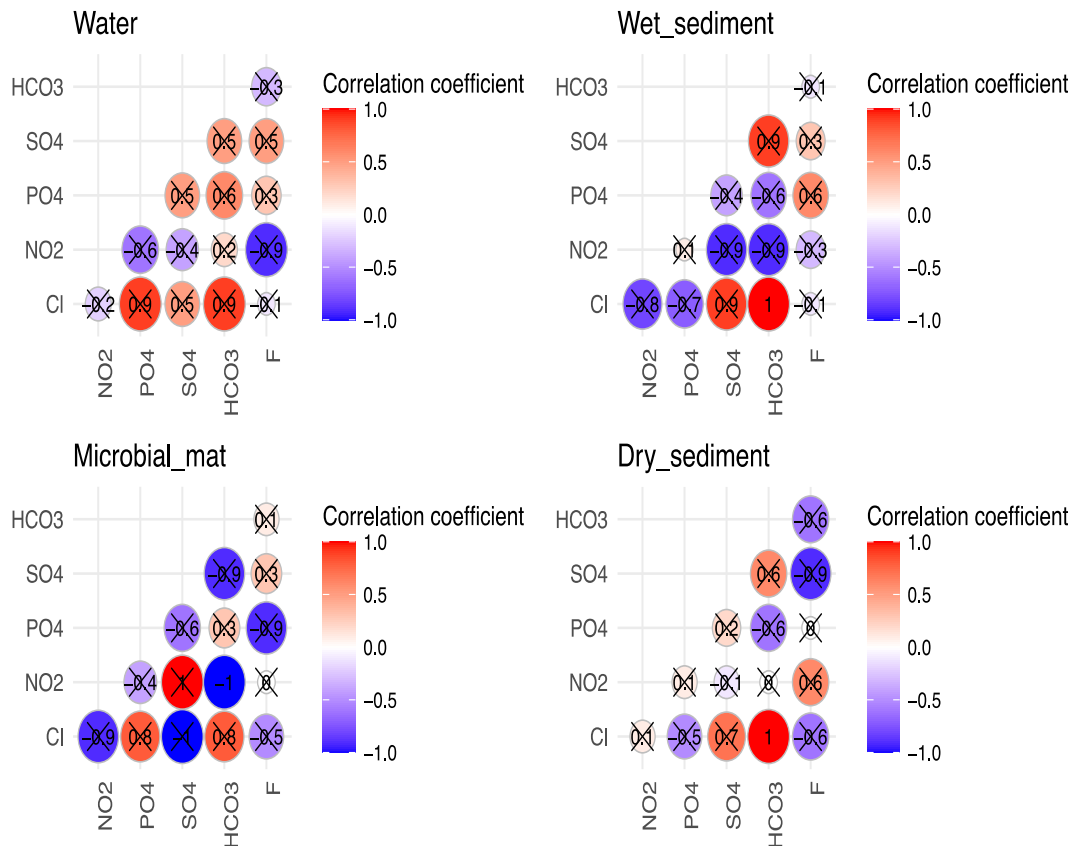 Water
Correlation coefficient
HCO3 −0.3
SO4 0.5 0.5
PO4 0.5 0.6 0.3
NO2 −0.6 −0.4 0.2 −0.9
Cl −0.2 0.9 0.5 0.9 −0.1
NO2 PO4 SO4 HCO3 F
1.0
0.5
0.0
−0.5
−1.0
Wet_sediment
Correlation coefficient
HCO3 −0.1
SO4 0.9 0.3
PO4 −0.4 −0.6 0.6
NO2 0.1 −0.9 −0.9 −0.3
Cl −0.8 −0.7 0.9 1 −0.1
NO2 PO4 SO4 HCO3 F
1.0
0.5
0.0
−0.5
−1.0
Microbial_mat
Correlation coefficient
HCO3 0.1
SO4 −0.9 0.3
PO4 −0.6 0.3 −0.9
NO2 −0.4 1 −1 0
Cl −0.9 0.8 −1 0.8 −0.5
NO2 PO4 SO4 HCO3 F
1.0
0.5
0.0
−0.5
−1.0
Dry_sediment
Correlation coefficient
HCO3 −0.6
SO4 0.6 −0.9
PO4 0.2 −0.6 0
NO2 0.1 −0.1 0 0.6
Cl 0.1 −0.5 0.7 1 −0.6
NO2 PO4 SO4 HCO3 F
1.0
0.5
0.0
−0.5
−1.0